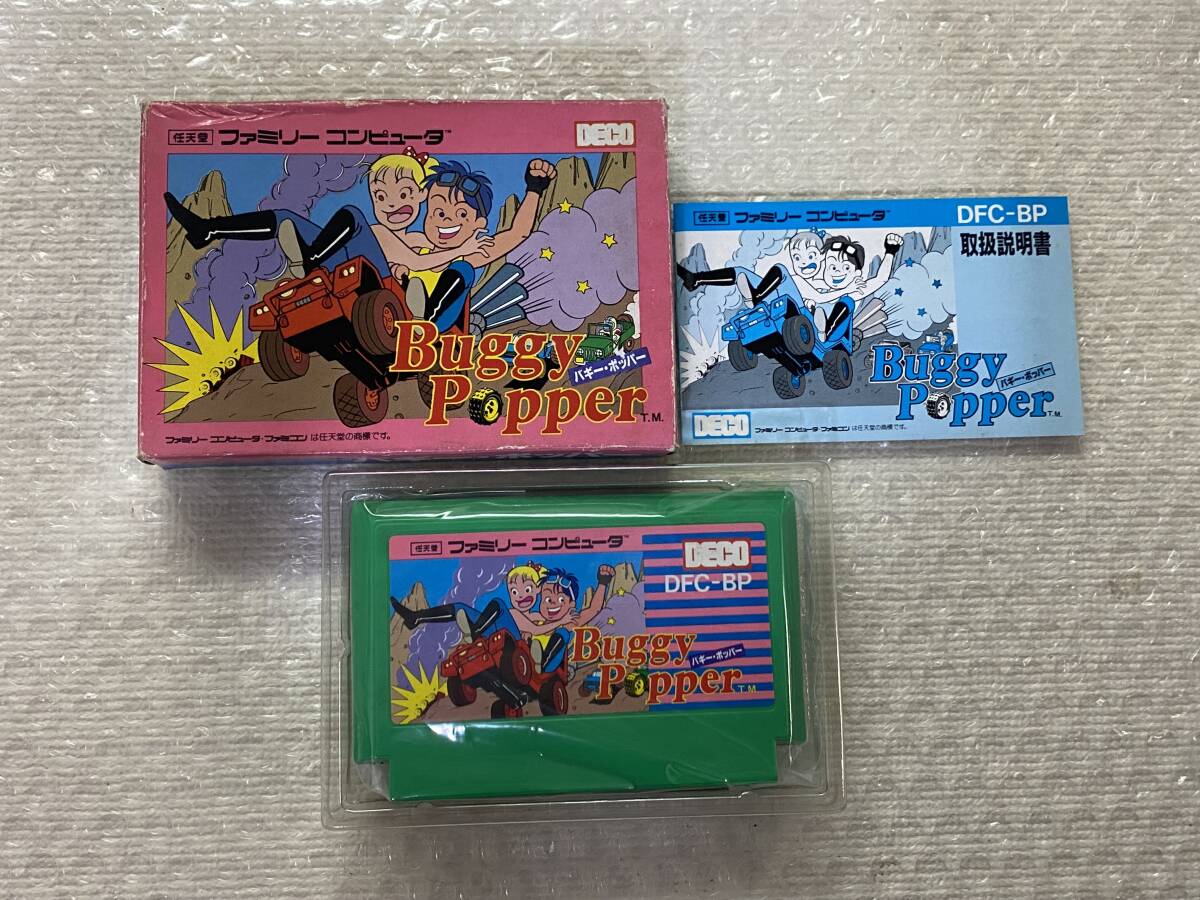 任天堂 ファミリー コンピュータ™
DECO
Buggy
バギー・ポッパー
Popper T.M.
ファミリー コンピュータ・ファミコン は任天堂の商標です。
任天堂 ファミリー コンピュータ™
DFC-BP
取扱説明書
Buggy
バギー・ポッパー
Popper T.M.
DECO
ファミリー コンピュータ・ファミコン は任天堂の商標です。
任天堂 ファミリー コンピュータ™
DECO
DFC-BP
Buggy
バギー・ポッパー
Popper T.M.